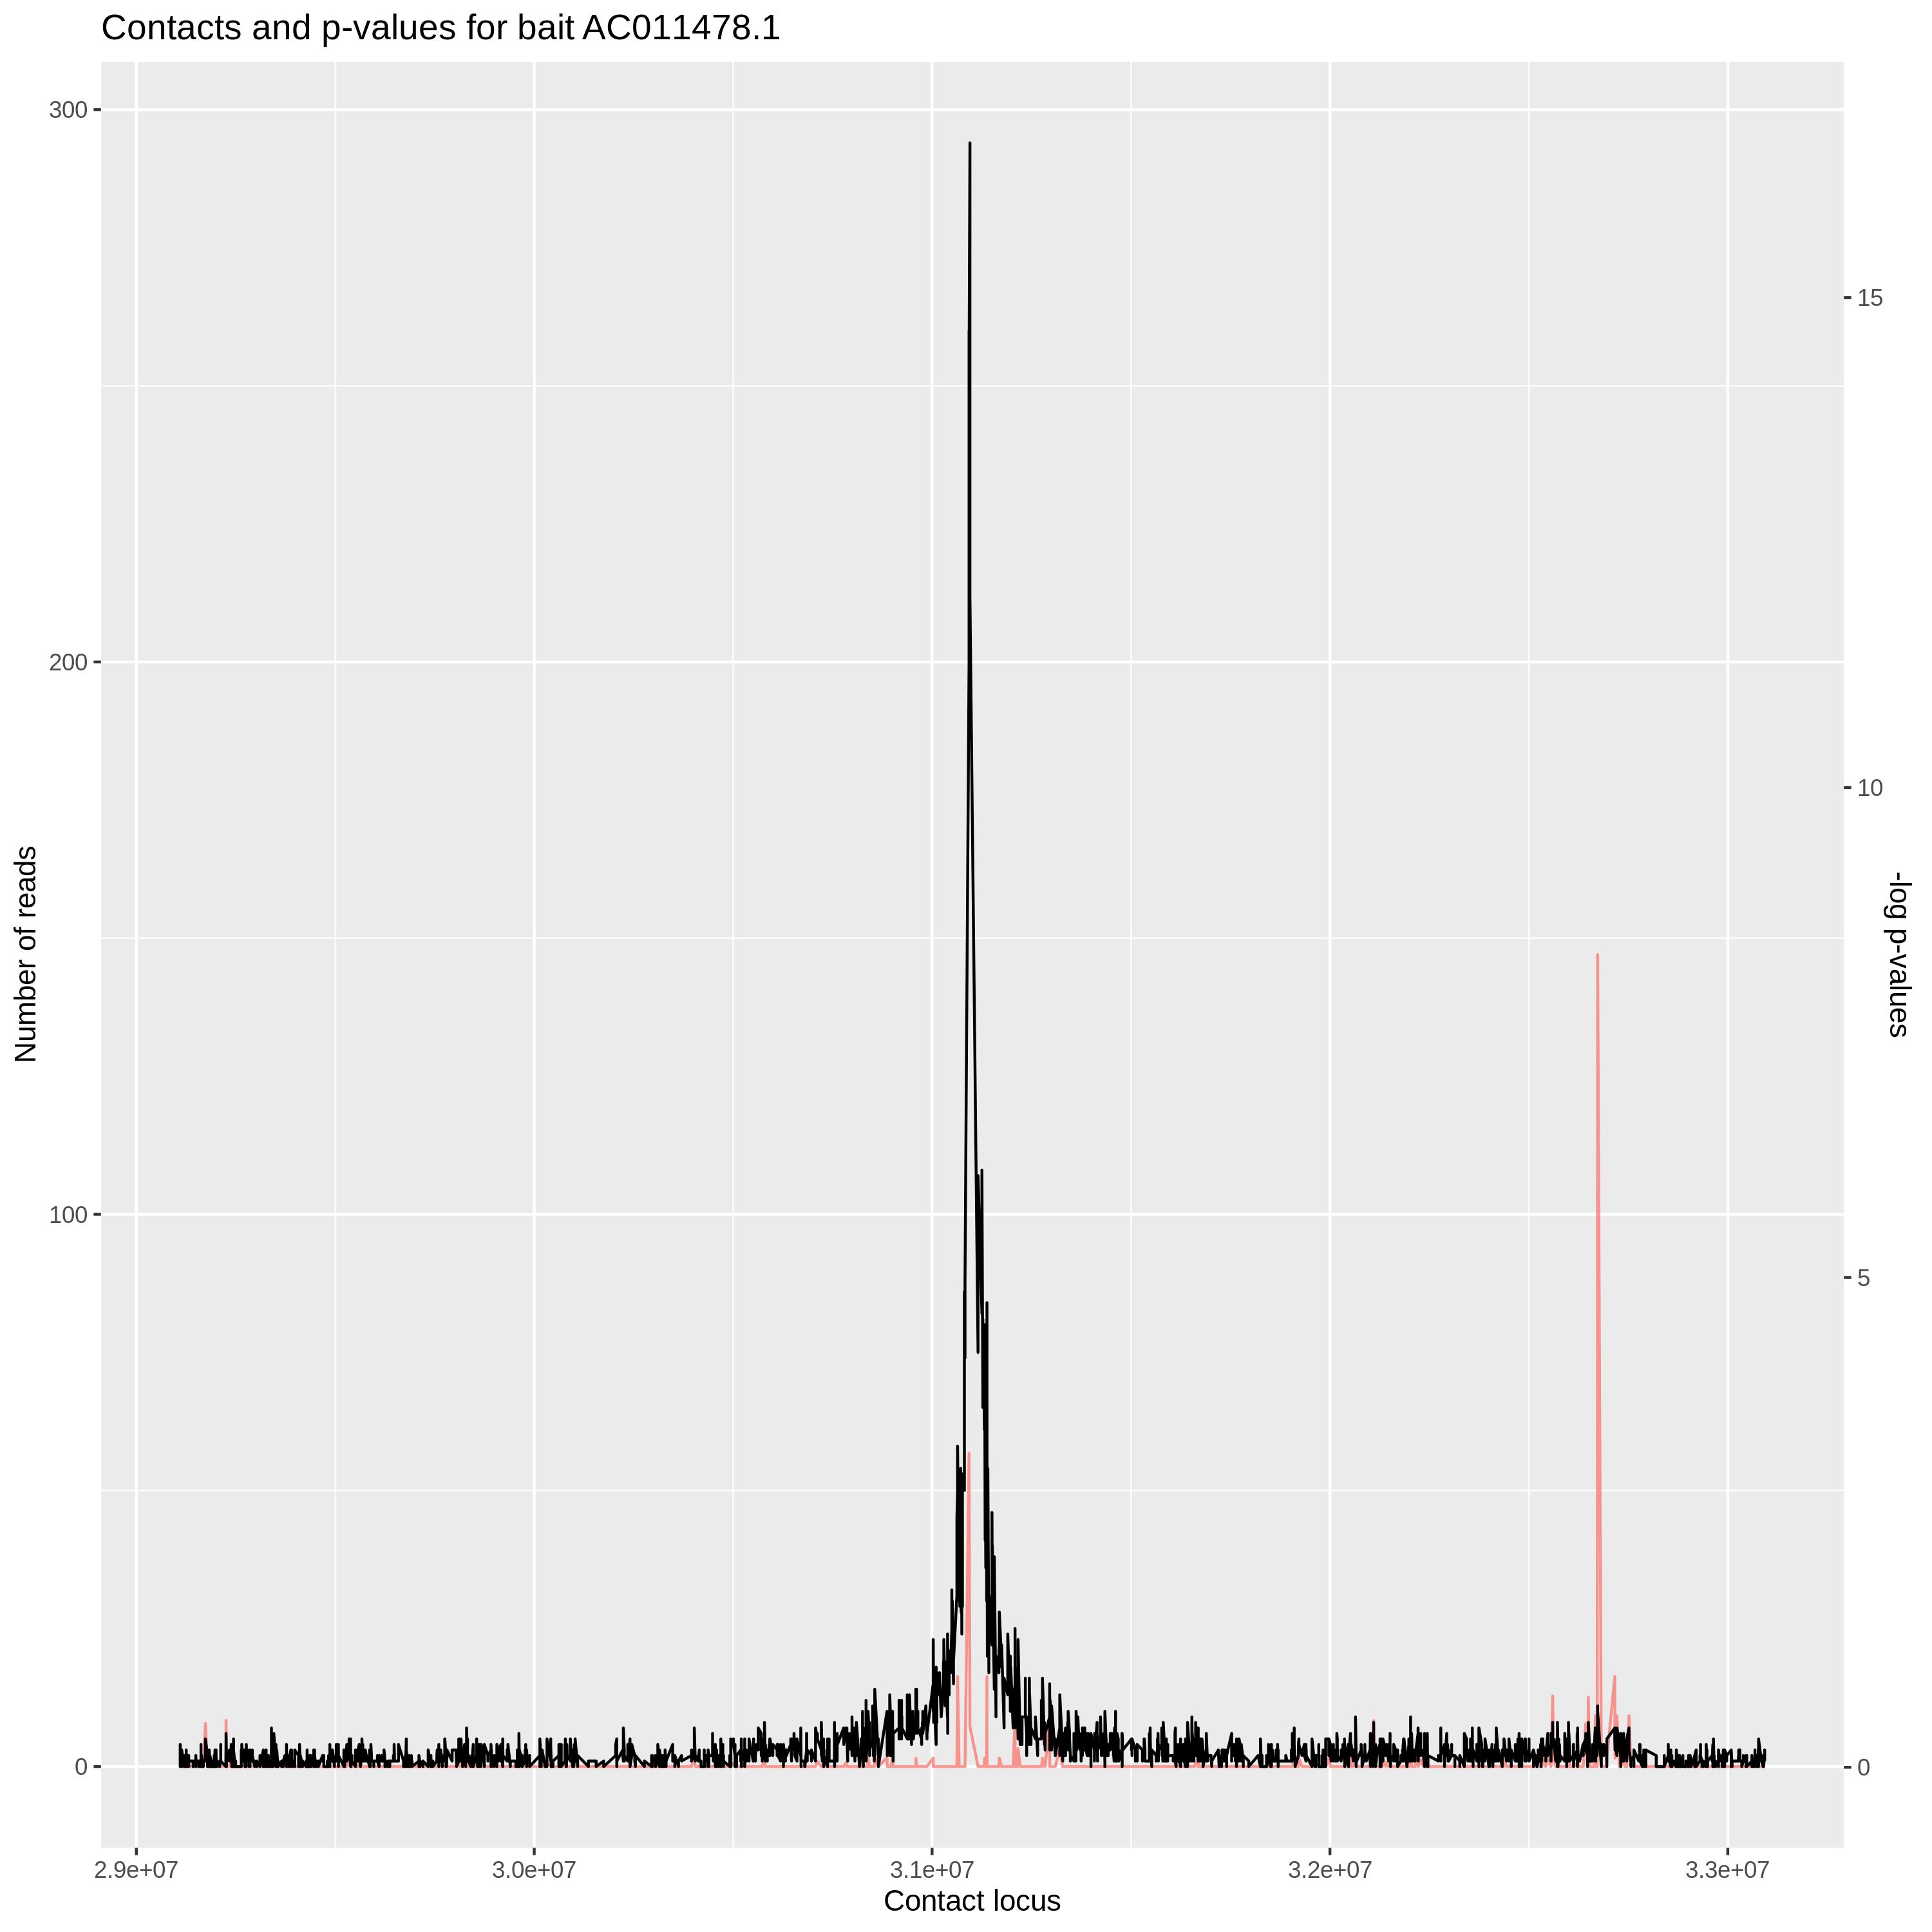 Contacts and p-values for bait AC011478.1
300
200
100
0
Number of reads
15
10
5
0
-log p-values
2.9e+07
3.0e+07
3.1e+07
3.2e+07
3.3e+07
Contact locus